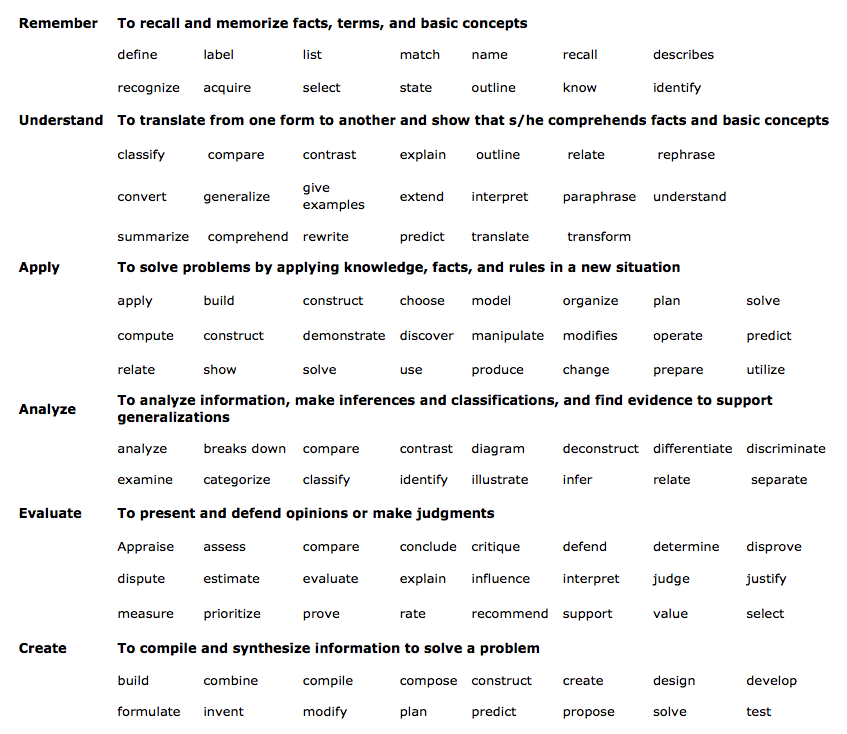 Remember To recall and memorize facts, terms, and basic concepts
define label list match name recall describes
recognize acquire select state outline know identify
Understand To translate from one form to another and show that s/he comprehends facts and basic concepts
classify compare contrast explain outline relate rephrase
convert generalize give examples extend interpret paraphrase understand
summarize comprehend rewrite predict translate transform
Apply To solve problems by applying knowledge, facts, and rules in a new situation
apply build construct choose model organize plan solve
compute construct demonstrate discover manipulate modifies operate predict
relate show solve use produce change prepare utilize
Analyze To analyze information, make inferences and classifications, and find evidence to support
generalizations
analyze breaks down compare contrast diagram deconstruct differentiate discriminate
examine categorize classify identify illustrate infer relate separate
Evaluate To present and defend opinions or make judgments
Appraise assess compare conclude critique defend determine disprove
dispute estimate evaluate explain influence interpret judge justify
measure prioritize prove rate recommend support value select
Create To compile and synthesize information to solve a problem
build combine compile compose construct create design develop
formulate invent modify plan predict propose solve test